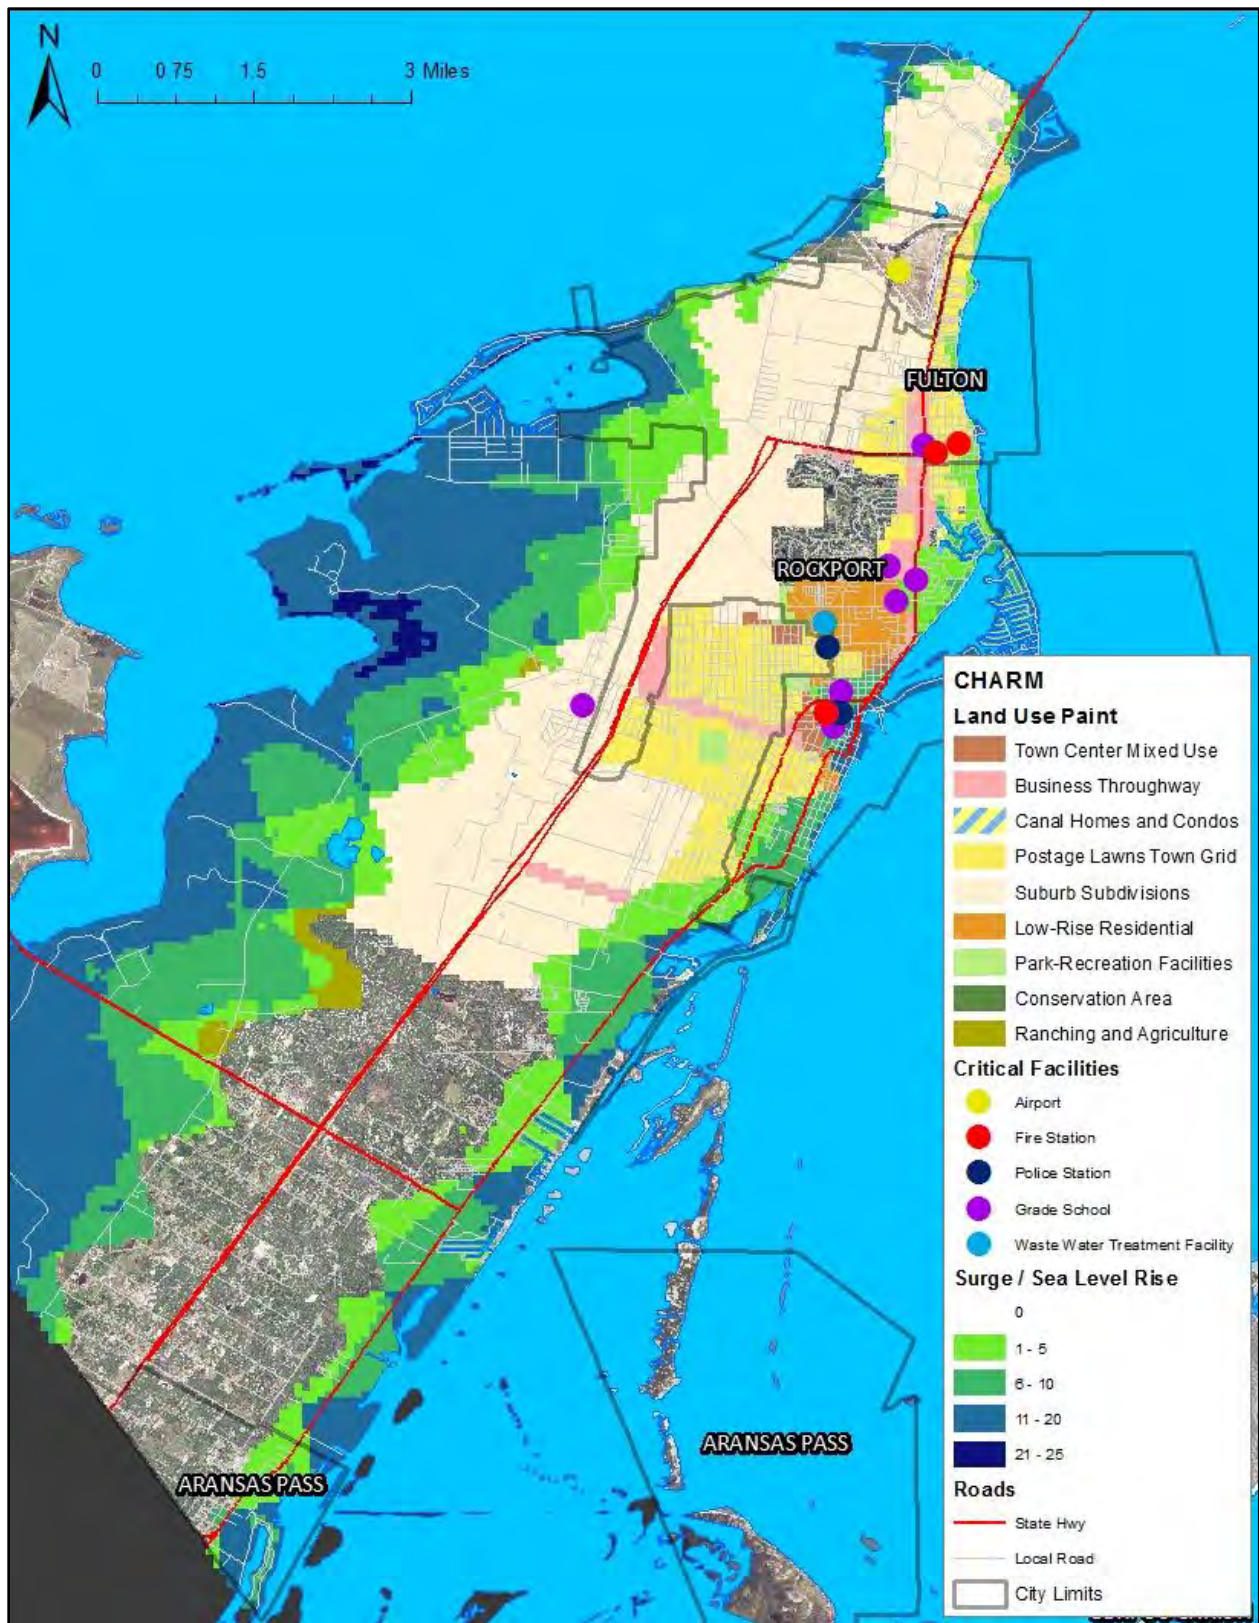 N
0 0.75 1.5 3 Miles
FULTON
ROCKPORT
CHARM
Land Use Paint
Town Center Mixed Use
Business Throughway
Canal Homes and Condos
Postage Lawns Town Grid
Suburb Subdivisions
Low-Rise Residential
Park-Recreation Facilities
Conservation Area
Ranching and Agriculture
Critical Facilities
Airport
Fire Station
Police Station
Grade School
Waste Water Treatment Facility
Surge / Sea Level Rise
0
1 - 5
6 - 10
11 - 20
21 - 25
Roads
State Hwy
Local Road
City Limits
ARANSAS PASS
ARANSAS PASS